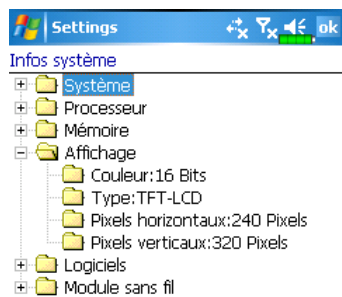 Settings ok
Infos système
Système
Processeur
Mémoire
Affichage
Couleur:16 Bits
Type:TFT-LCD
Pixels horizontaux:240 Pixels
Pixels verticaux:320 Pixels
Logiciels
Module sans fil